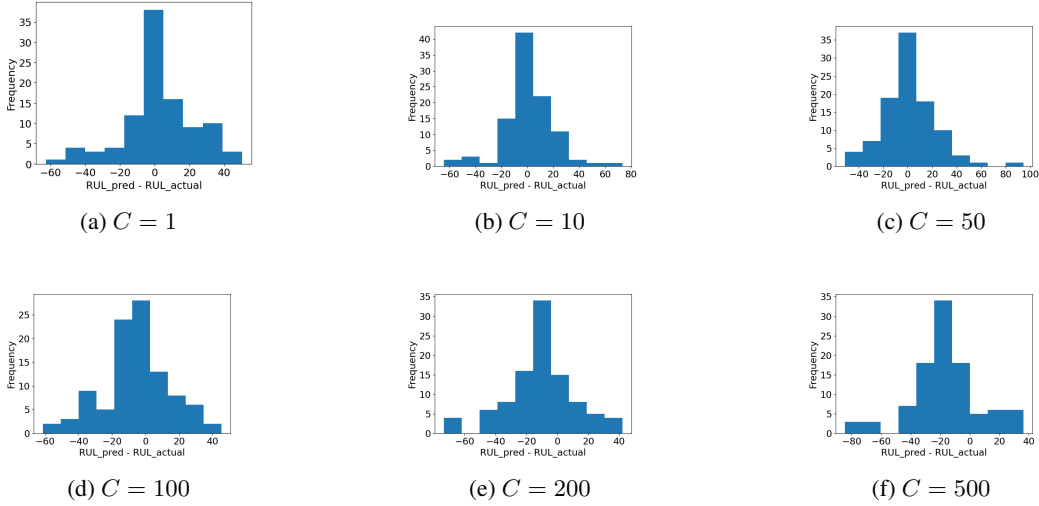 35
30
25
20
15
10
5
0
Frequency
−60 −40 −20 0 20 40
RUL_pred - RUL_actual
(a) C = 1
40
35
30
25
20
15
10
5
0
Frequency
−60 −40 −20 0 20 40 60 80
RUL_pred - RUL_actual
(b) C = 10
35
30
25
20
15
10
5
0
Frequency
−40 −20 0 20 40 60 80 100
RUL_pred - RUL_actual
(c) C = 50
25
20
15
10
5
0
Frequency
−60 −40 −20 0 20 40
RUL_pred - RUL_actual
(d) C = 100
35
30
25
20
15
10
5
0
Frequency
−60 −40 −20 0 20 40
RUL_pred - RUL_actual
(e) C = 200
35
30
25
20
15
10
5
0
Frequency
−80 −60 −40 −20 0 20 40
RUL_pred - RUL_actual
(f) C = 500